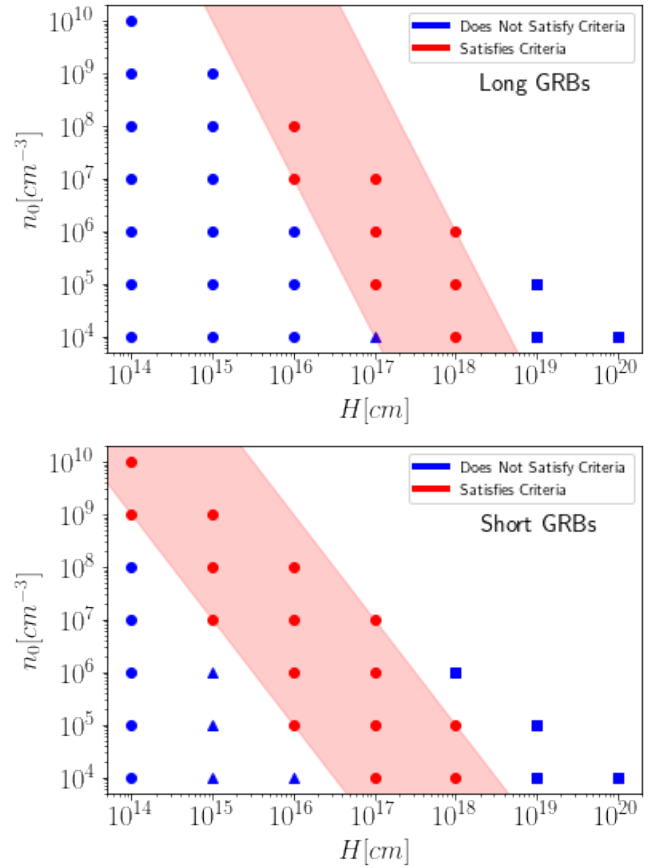 10^10
10^9
10^8
10^7
10^6
10^5
10^4
n_0[cm^{-3}]
Does Not Satisfy Criteria
Satisfies Criteria
Long GRBs
10^14 10^15 10^16 10^17 10^18 10^19 10^20
H[cm]
10^10
10^9
10^8
10^7
10^6
10^5
10^4
n_0[cm^{-3}]
Does Not Satisfy Criteria
Satisfies Criteria
Short GRBs
10^14 10^15 10^16 10^17 10^18 10^19 10^20
H[cm]